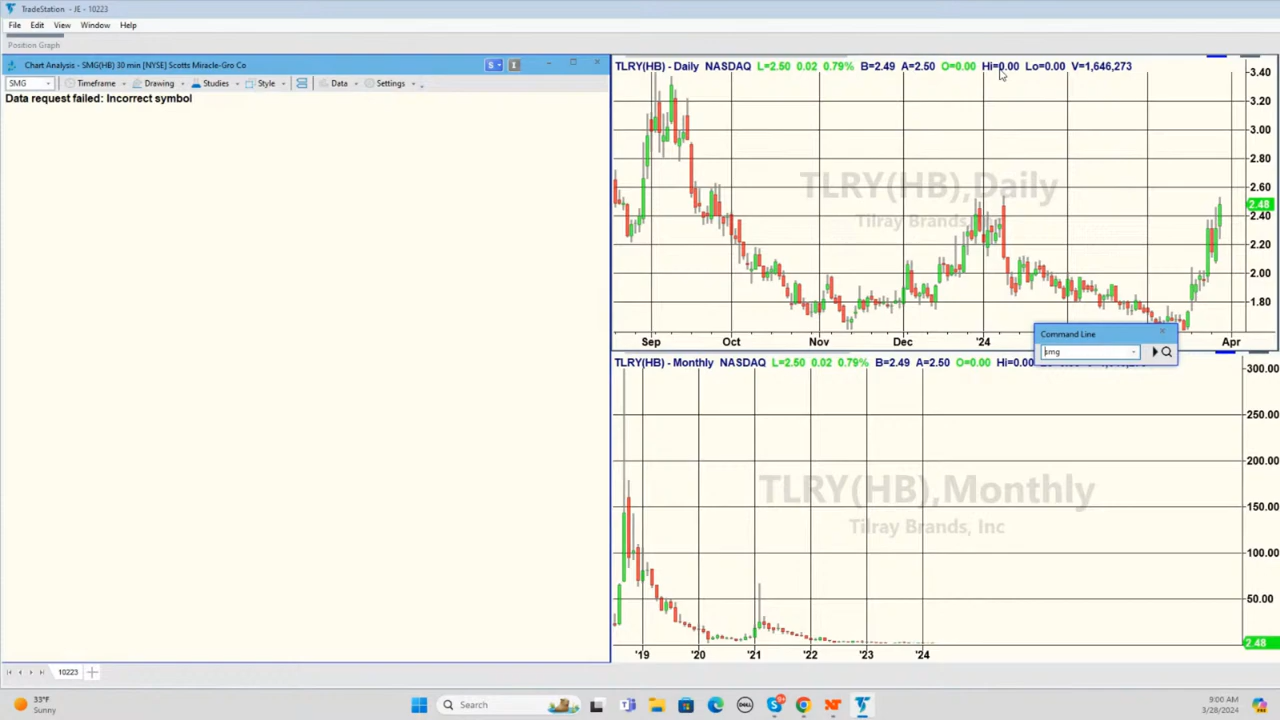 TradeStation - JE - 10223
File Edit View Window Help
Position Graph
Chart Analysis - SMG(HB) 30 min [NYSE] Scotts Miracle-Gro Co
SMG Timeframe Drawing Studies Style Data Settings
Data request failed: Incorrect symbol
TLRY(HB) - Daily NASDAQ L=2.50 0.02 0.79% B=2.49 A=2.50 O=0.00 Hi=0.00 Lo=0.00 V=1,646,273
3.40
3.20
3.00
2.80
2.60
2.48
2.40
2.20
2.00
1.80
TLRY(HB),Daily
Tilray Brands, In
Sep Oct Nov Dec '24 Apr
Command Line
smg
TLRY(HB) - Monthly NASDAQ L=2.50 0.02 0.79% B=2.49 A=2.50 O=0.00 Hi=0.00
300.00
250.00
200.00
150.00
100.00
50.00
2.48
TLRY(HB),Monthly
Tilray Brands, Inc
'19 '20 '21 '22 '23 '24
10223
33°F
Sunny
Search
9:00 AM
3/28/2024